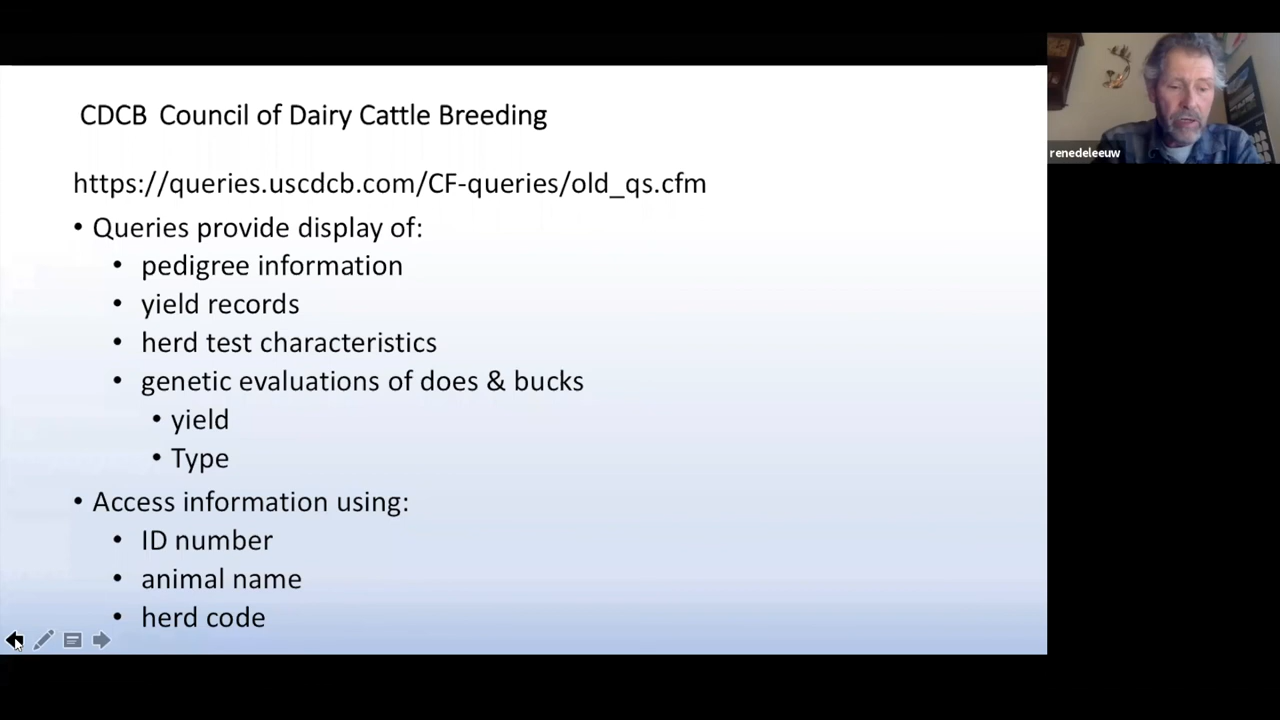 CDCB Council of Dairy Cattle Breeding
https://queries.uscdcb.com/CF-queries/old_qs.cfm
• Queries provide display of:
• pedigree information
• yield records
• herd test characteristics
• genetic evaluations of does & bucks
• yield
• Type
• Access information using:
• ID number
• animal name
• herd code
renedeleeuw